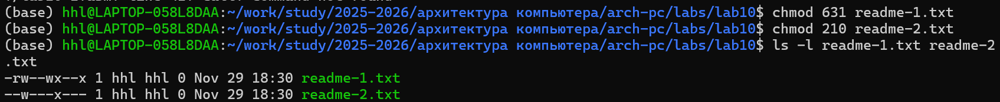 (base) hhl@LAPTOP-058L8DAA:~/work/study/2025-2026/архитектура компьютера/arch-pc/labs/lab10$ chmod 631 readme-1.txt
(base) hhl@LAPTOP-058L8DAA:~/work/study/2025-2026/архитектура компьютера/arch-pc/labs/lab10$ chmod 210 readme-2.txt
(base) hhl@LAPTOP-058L8DAA:~/work/study/2025-2026/архитектура компьютера/arch-pc/labs/lab10$ ls -l readme-1.txt readme-2
.txt
-rw--wx--x 1 hhl hhl 0 Nov 29 18:30 readme-1.txt
--w---x--- 1 hhl hhl 0 Nov 29 18:30 readme-2.txt